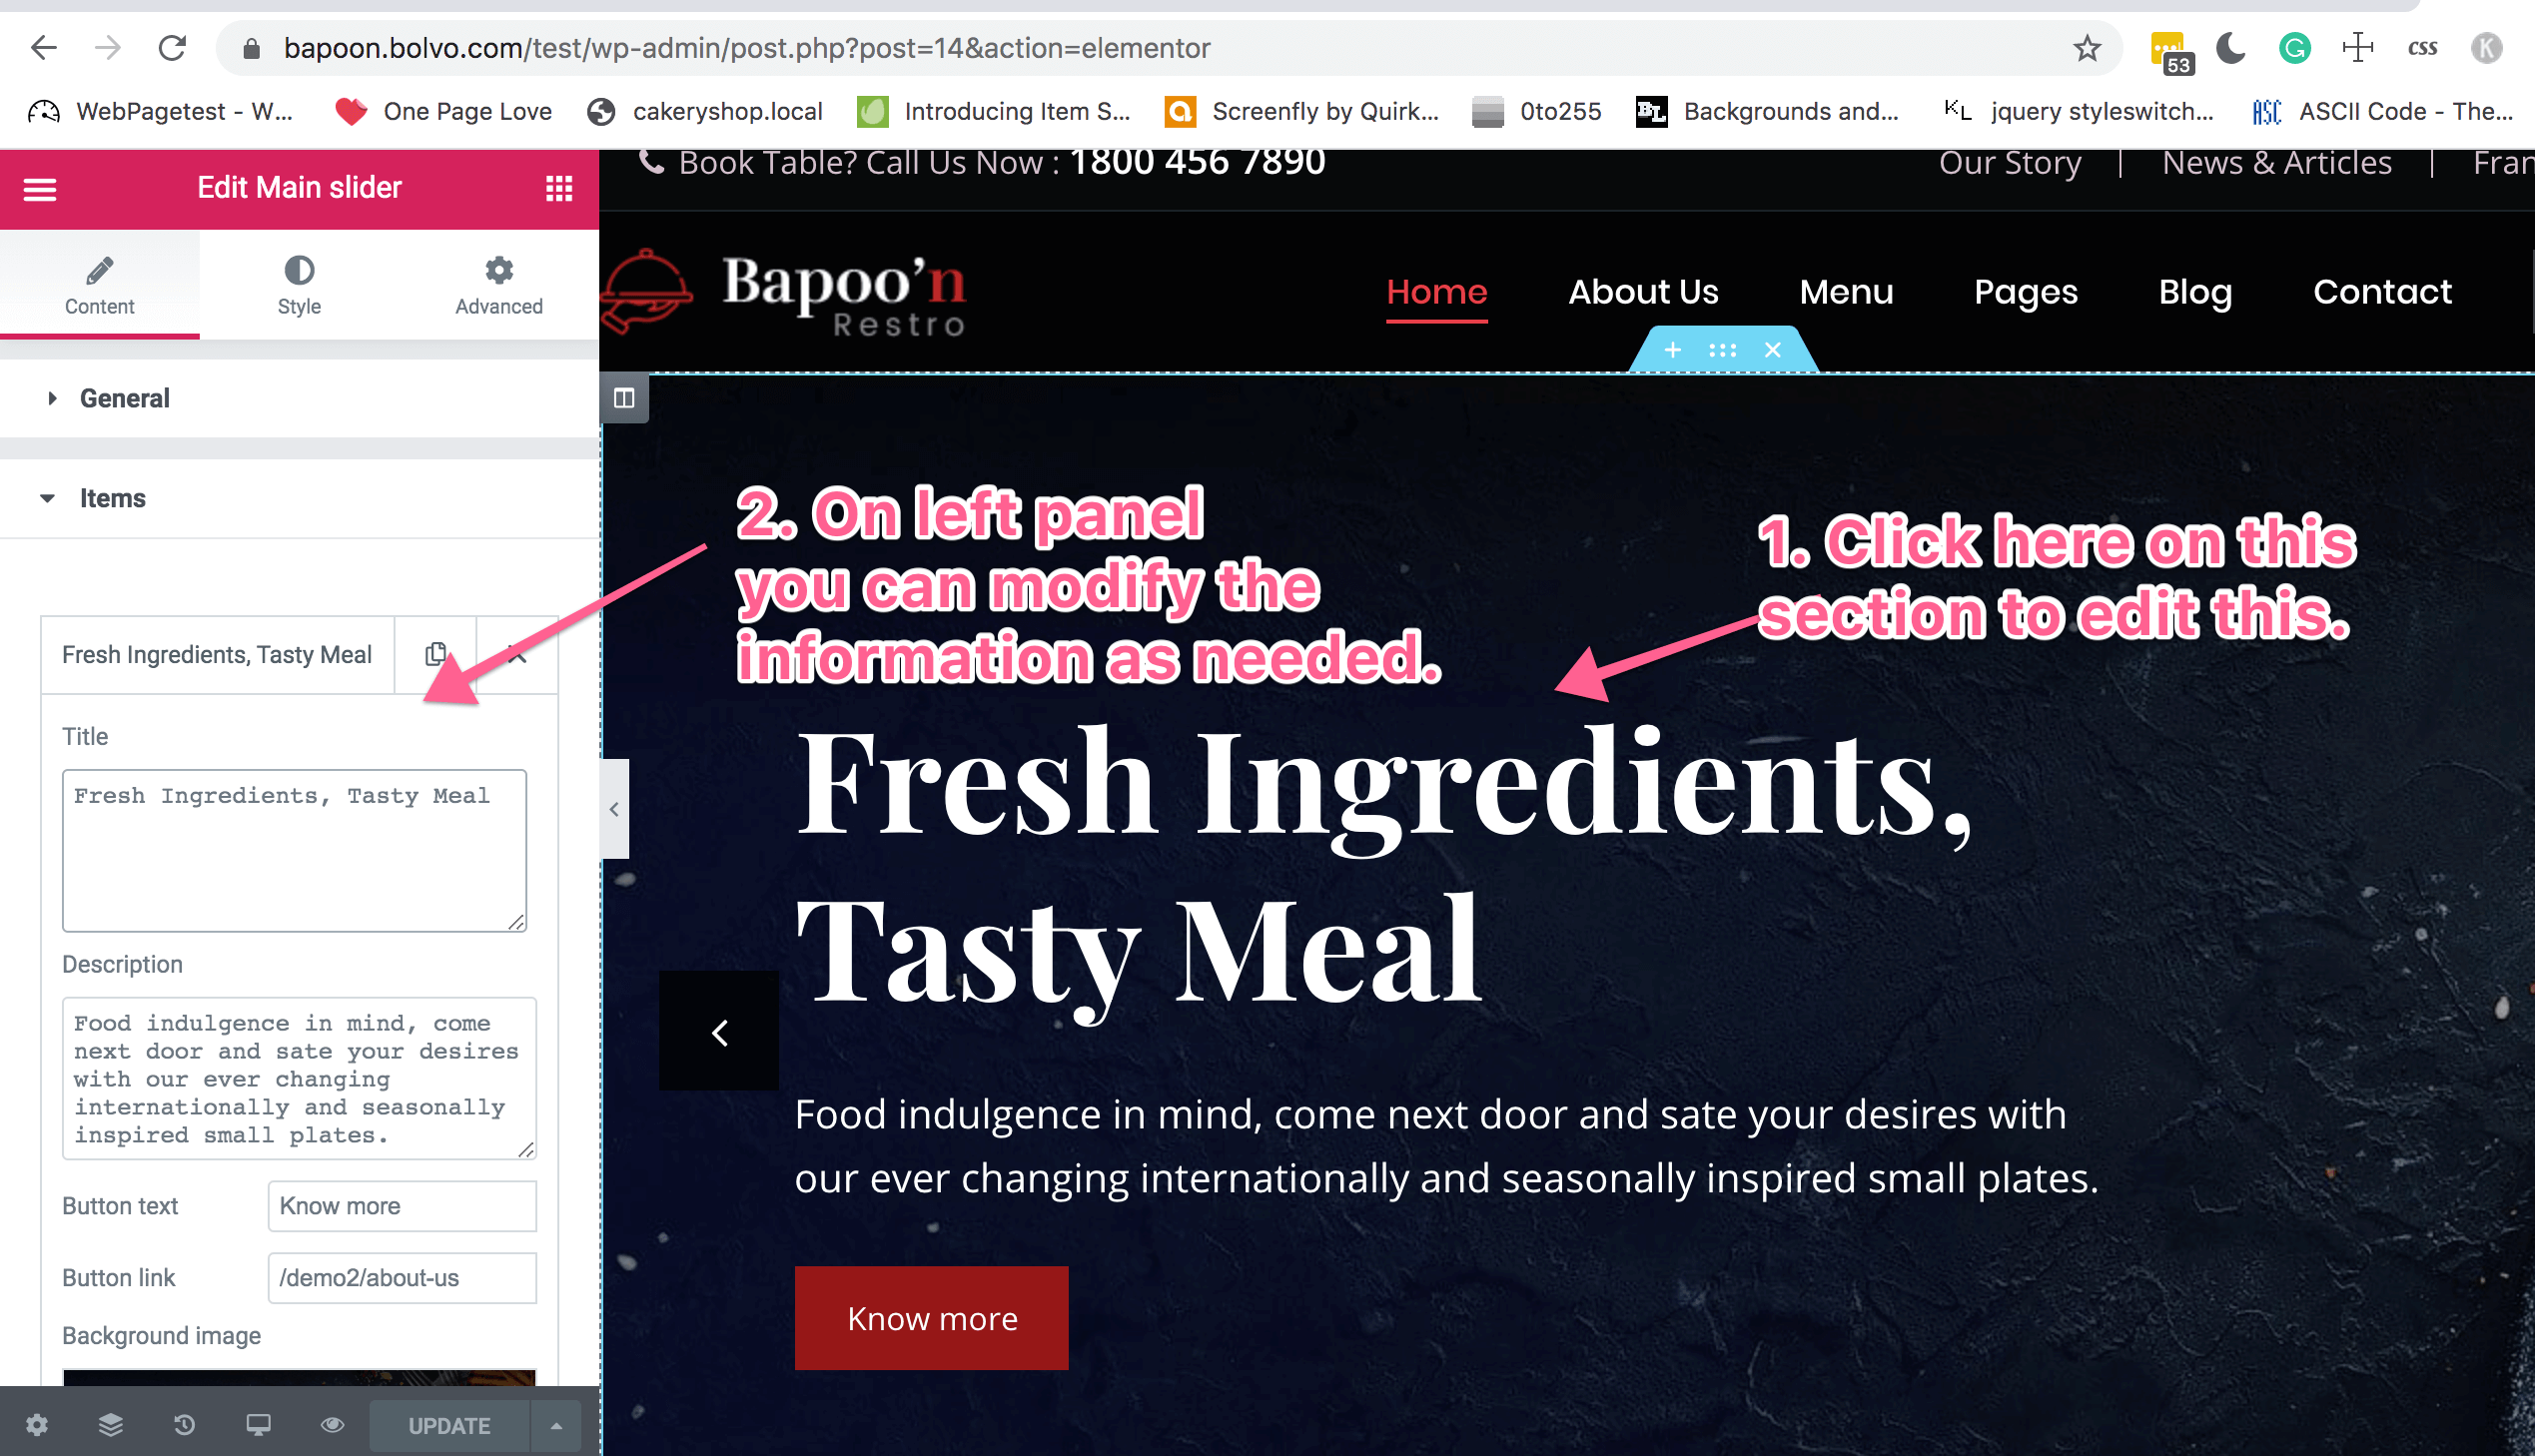 bapoon.bolvo.com/test/wp-admin/post.php?post=14&action=elementor
53
G
css
K
WebPagetest - W...
One Page Love
cakeryshop.local
Introducing Item S...
Screenfly by Quirk...
0to255
Backgrounds and...
KL
jquery styleswitch...
ASC
ASCII Code - The...
Edit Main slider
Content
Style
Advanced
General
Items
Fresh Ingredients, Tasty Meal
Title
Fresh Ingredients, Tasty Meal
Description
Food indulgence in mind, come
next door and sate your desires
with our ever changing
internationally and seasonally
inspired small plates.
Button text
Know more
Button link
/demo2/about-us
Background image
UPDATE
Book Table? Call Us Now : 1800 456 7890
Our Story | News & Articles | Fran
Bapoo'n
Restro
Home
About Us
Menu
Pages
Blog
Contact
2. On left panel
you can modify the
information as needed.
1. Click here on this
section to edit this.
Fresh Ingredients,
Tasty Meal
Food indulgence in mind, come next door and sate your desires with
our ever changing internationally and seasonally inspired small plates.
Know more